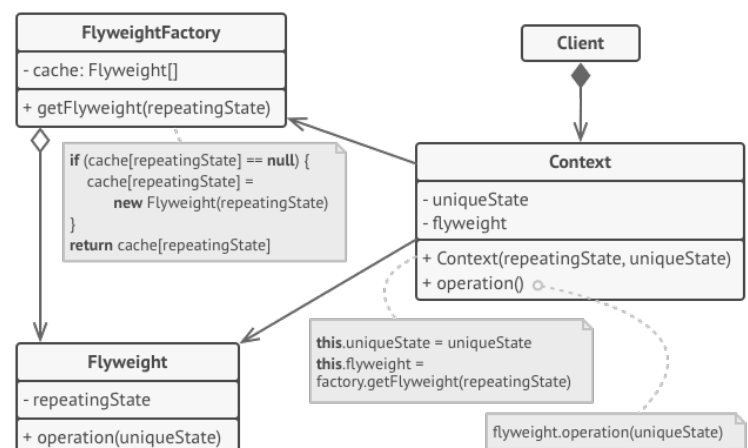 FlyweightFactory
- cache: Flyweight[]
+ getFlyweight(repeatingState)
if (cache[repeatingState] == null) {
cache[repeatingState] =
new Flyweight(repeatingState)
}
return cache[repeatingState]
Client
Context
- uniqueState
- flyweight
+ Context(repeatingState, uniqueState)
+ operation()
this.uniqueState = uniqueState
this.flyweight =
factory.getFlyweight(repeatingState)
Flyweight
- repeatingState
+ operation(uniqueState)
flyweight.operation(uniqueState)